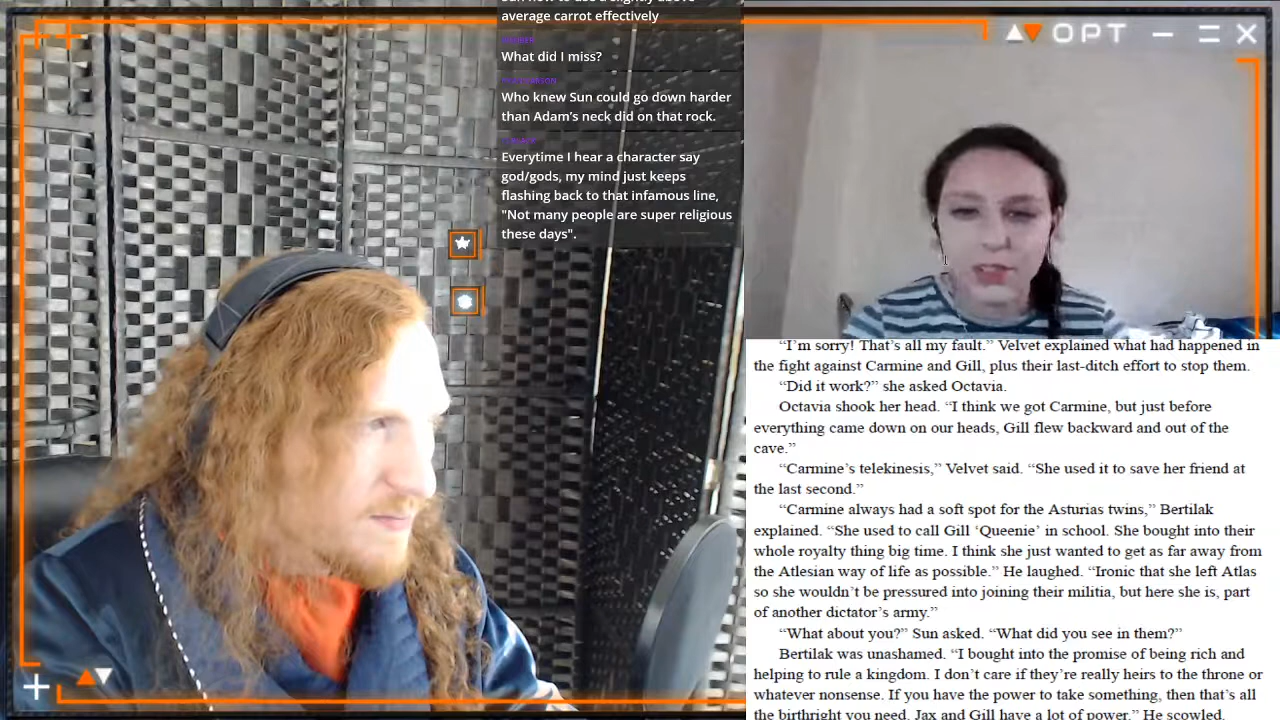 average carrot effectively
What did I miss?
Who knew Sun could go down harder
than Adam's neck did on that rock.
Everytime I hear a character say
god/gods, my mind just keeps
flashing back to that infamous line,
"Not many people are super religious
these days".
OPT
“I’m sorry! That’s all my fault.” Velvet explained what had happened in
the fight against Carmine and Gill, plus their last-ditch effort to stop them.
“Did it work?” she asked Octavia.
Octavia shook her head. “I think we got Carmine, but just before
everything came down on our heads, Gill flew backward and out of the
cave.”
“Carmine’s telekinesis,” Velvet said. “She used it to save her friend at
the last second.”
“Carmine always had a soft spot for the Asturias twins,” Bertilak
explained. “She used to call Gill ‘Queenie’ in school. She bought into their
whole royalty thing big time. I think she just wanted to get as far away from
the Atlesian way of life as possible.” He laughed. “Ironic that she left Atlas
so she wouldn’t be pressured into joining their militia, but here she is, part
of another dictator’s army.”
“What about you?” Sun asked. “What did you see in them?”
Bertilak was unashamed. “I bought into the promise of being rich and
helping to rule a kingdom. I don’t care if they’re really heirs to the throne or
whatever nonsense. If you have the power to take something, then that’s all
the birthright you need. Jax and Gill have a lot of power.” He scowled.